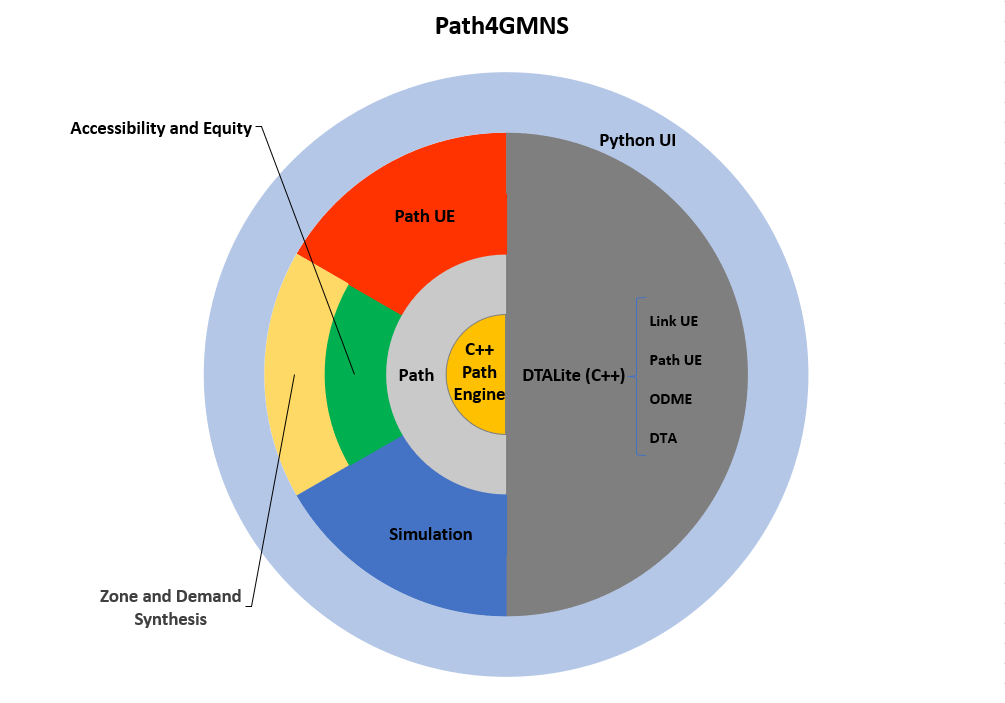 Path4GMNS
Accessibility and Equity
Python UI
Path UE
C++
Path
Engine
Path
DTALite (C++)
Link UE
Path UE
ODME
DTA
Simulation
Zone and Demand
Synthesis